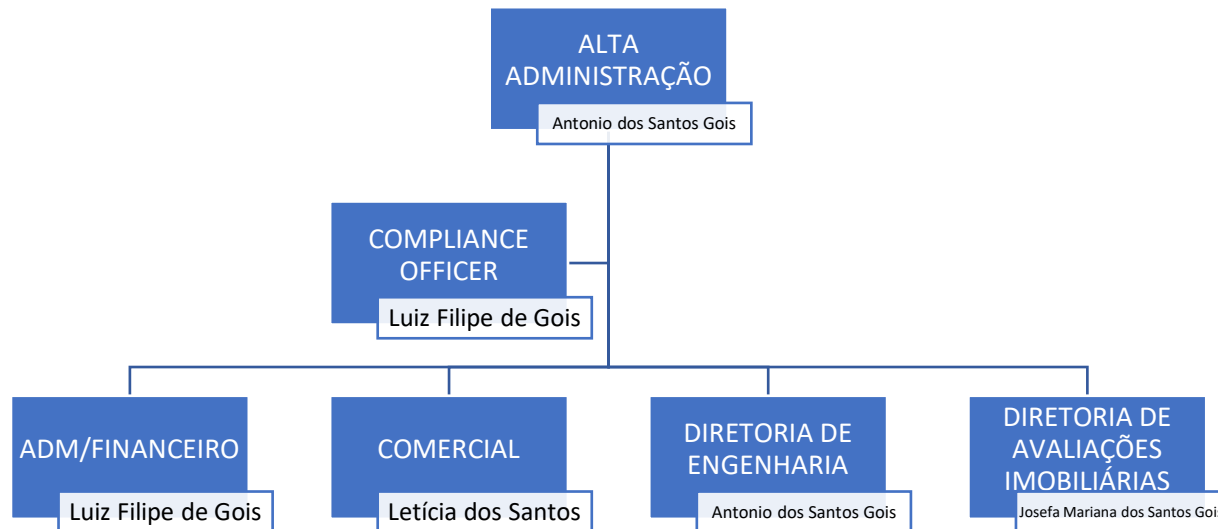 ALTA
ADMINISTRAÇÃO
Antonio dos Santos Gois
COMPLIANCE
OFFICER
Luiz Filipe de Gois
ADM/FINANCEIRO
Luiz Filipe de Gois
COMERCIAL
Letícia dos Santos
DIRETORIA DE
ENGENHARIA
Antonio dos Santos Gois
DIRETORIA DE
AVALIAÇÕES
IMOBILIÁRIAS
Josefa Mariana dos Santos Gois